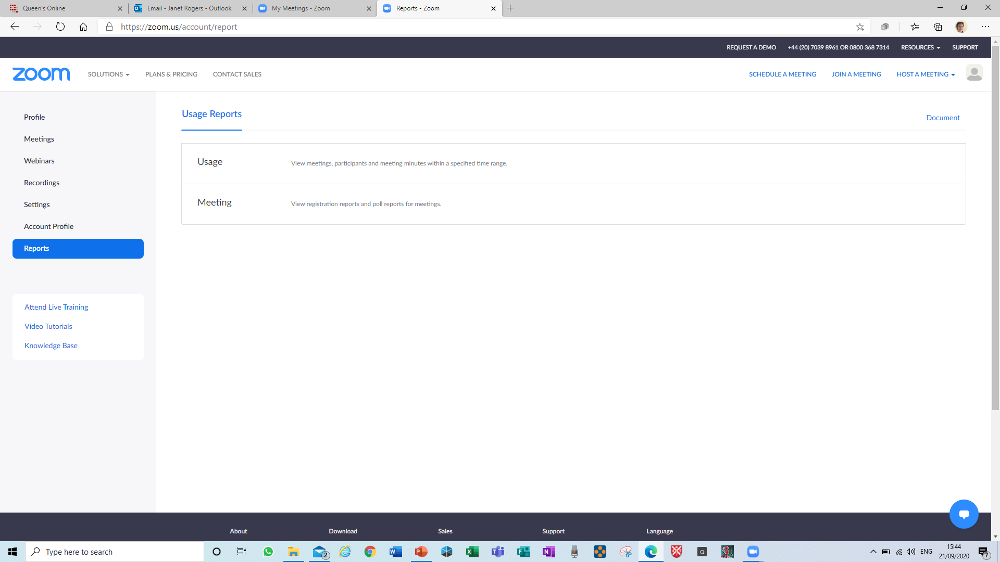 Queen's Online
Email - Janet Rogers - Outlook
My Meetings - Zoom
Reports - Zoom
https://zoom.us/account/report
REQUEST A DEMO
+44 (20) 7039 8961 OR 0800 368 7314
RESOURCES
SUPPORT
zoom
SOLUTIONS
PLANS & PRICING
CONTACT SALES
SCHEDULE A MEETING
JOIN A MEETING
HOST A MEETING
Profile
Meetings
Webinars
Recordings
Settings
Account Profile
Reports
Attend Live Training
Video Tutorials
Knowledge Base
Usage Reports
Document
Usage
View meetings, participants and meeting minutes within a specified time range.
Meeting
View registration reports and poll reports for meetings.
About
Download
Sales
Support
Language
Type here to search
2
ENG
15:44
21/09/2020
7